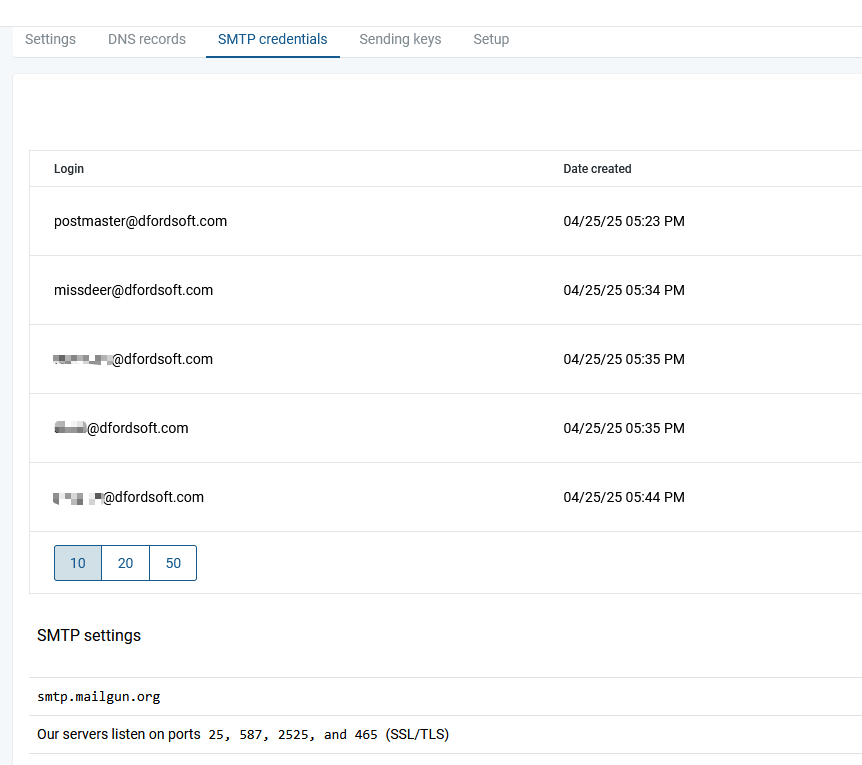 Settings DNS records SMTP credentials Sending keys Setup
Login Date created
postmaster@dfordsoft.com 04/25/25 05:23 PM
missdeer@dfordsoft.com 04/25/25 05:34 PM
@dfordsoft.com 04/25/25 05:35 PM
@dfordsoft.com 04/25/25 05:35 PM
@dfordsoft.com 04/25/25 05:44 PM
10 20 50
SMTP settings
smtp.mailgun.org
Our servers listen on ports 25, 587, 2525, and 465 (SSL/TLS)